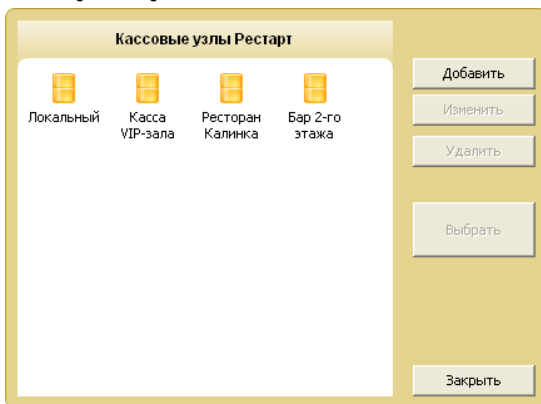 Кассовые узлы Рестарт
Локальный
Касса
VIP-зала
Ресторан
Калинка
Бар 2-го
этажа
Добавить
Изменить
Удалить
Выбрать
Закрыть